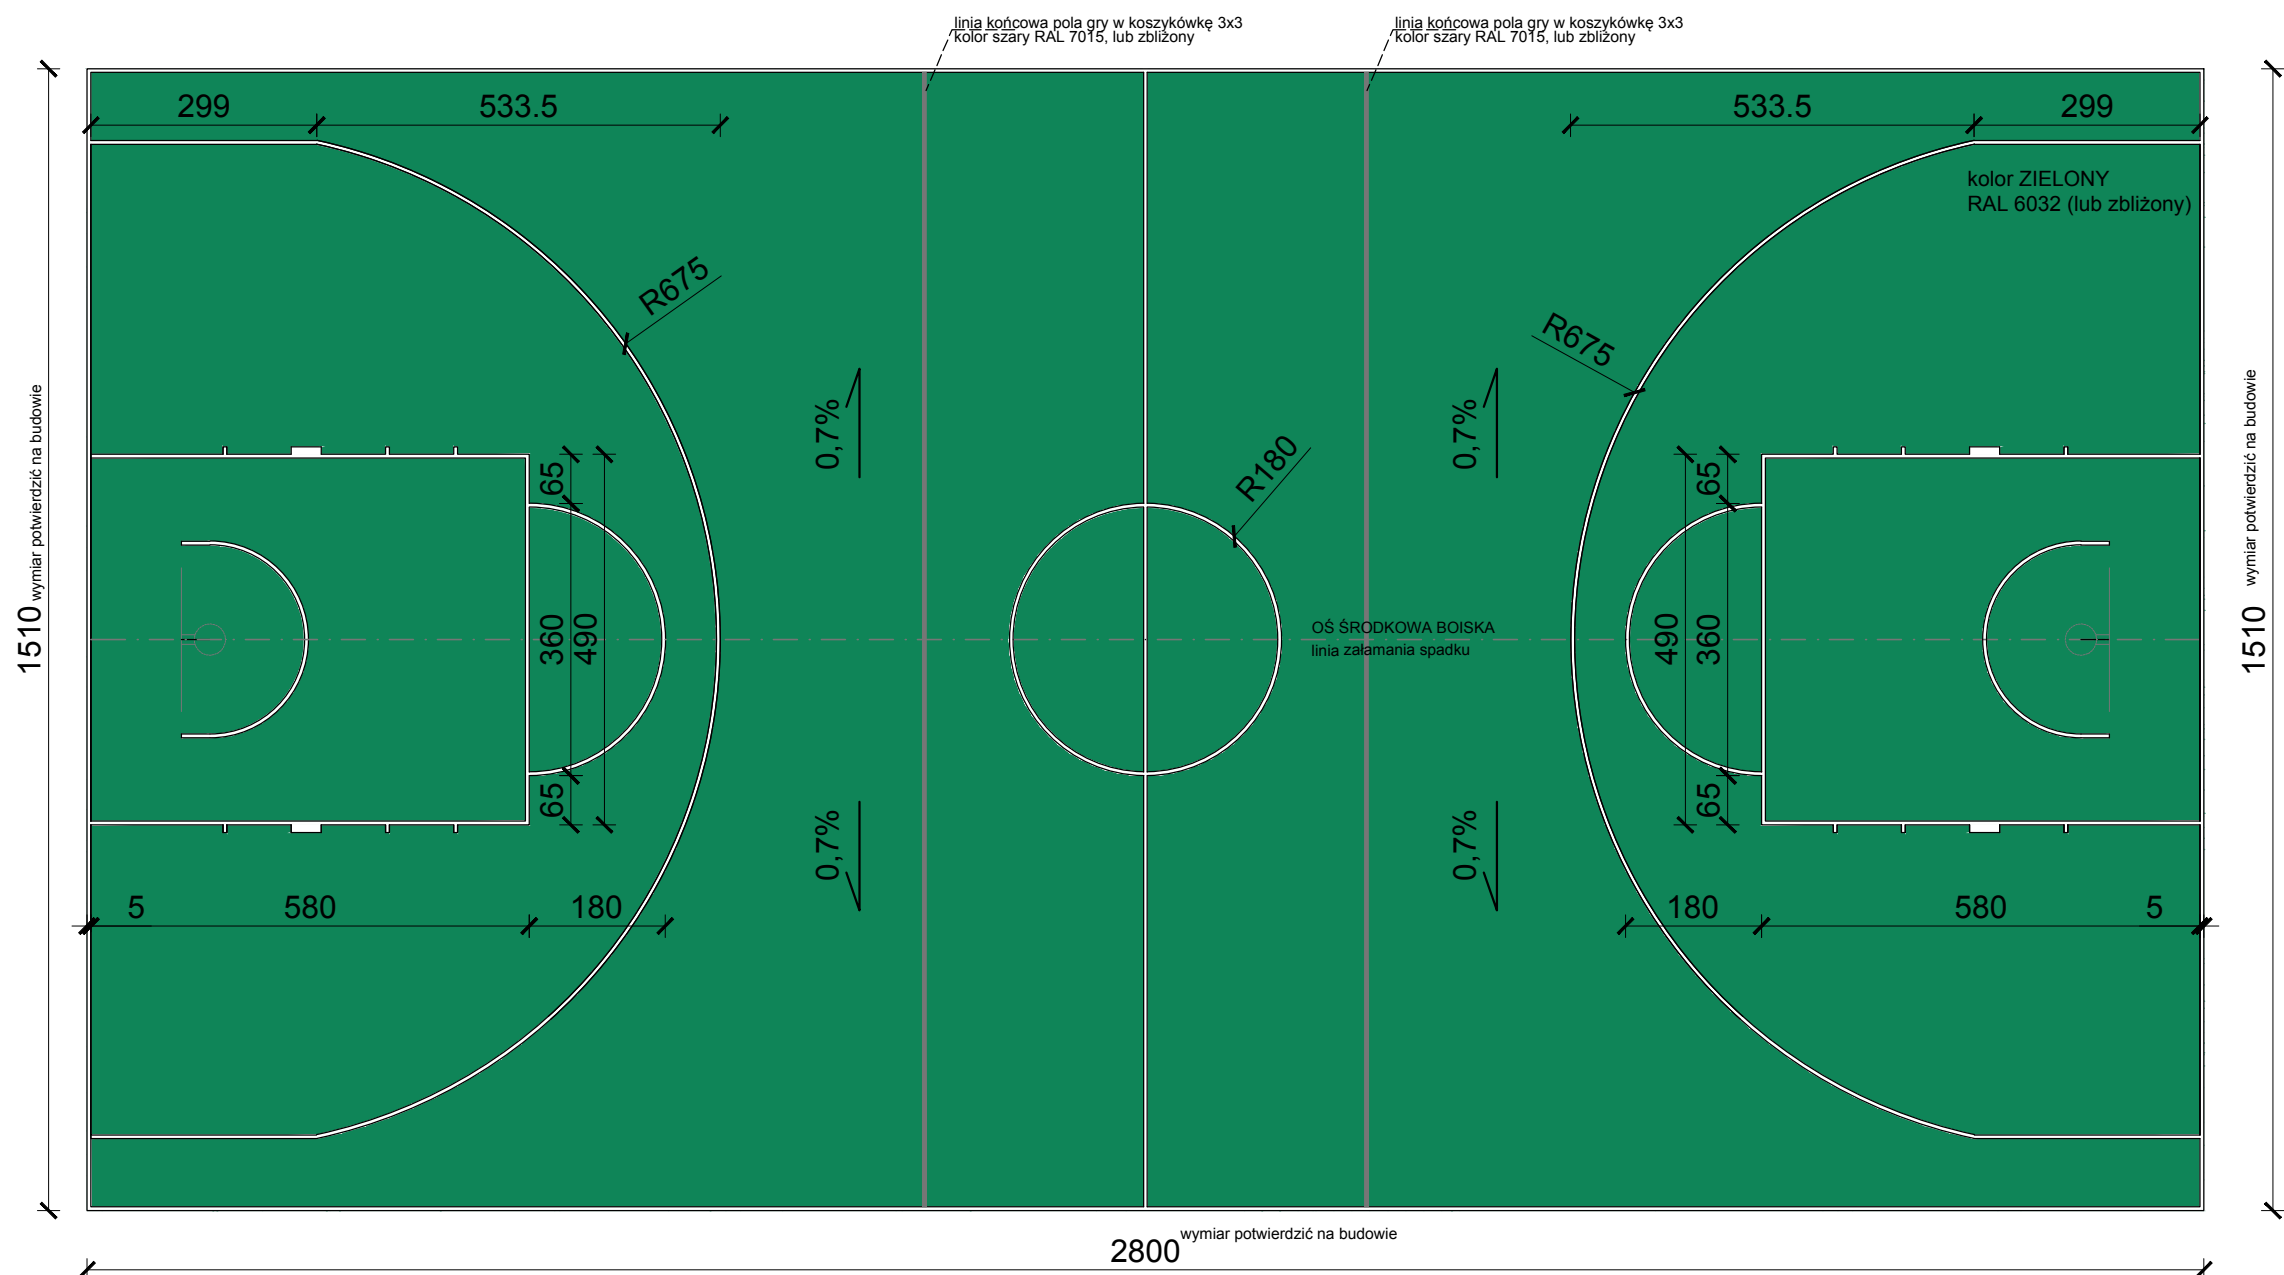 linia końcowa pola gry w koszykówkę 3x3
kolor szary RAL 7015, lub zbliżony
linia końcowa pola gry w koszykówkę 3x3
kolor szary RAL 7015, lub zbliżony
299
533.5
533.5
299
kolor ZIELONY
RAL 6032 (lub zbliżony)
R675
R675
0,7%
0,7%
R180
65
360
490
65
65
490
360
65
1510 wymiar potwierdzić na budowie
1510 wymiar potwierdzić na budowie
OŚ ŚRODKOWA BOISKA
linia załamania spadku
0,7%
0,7%
5
580
180
180
580
5
wymiar potwierdzić na budowie
2800